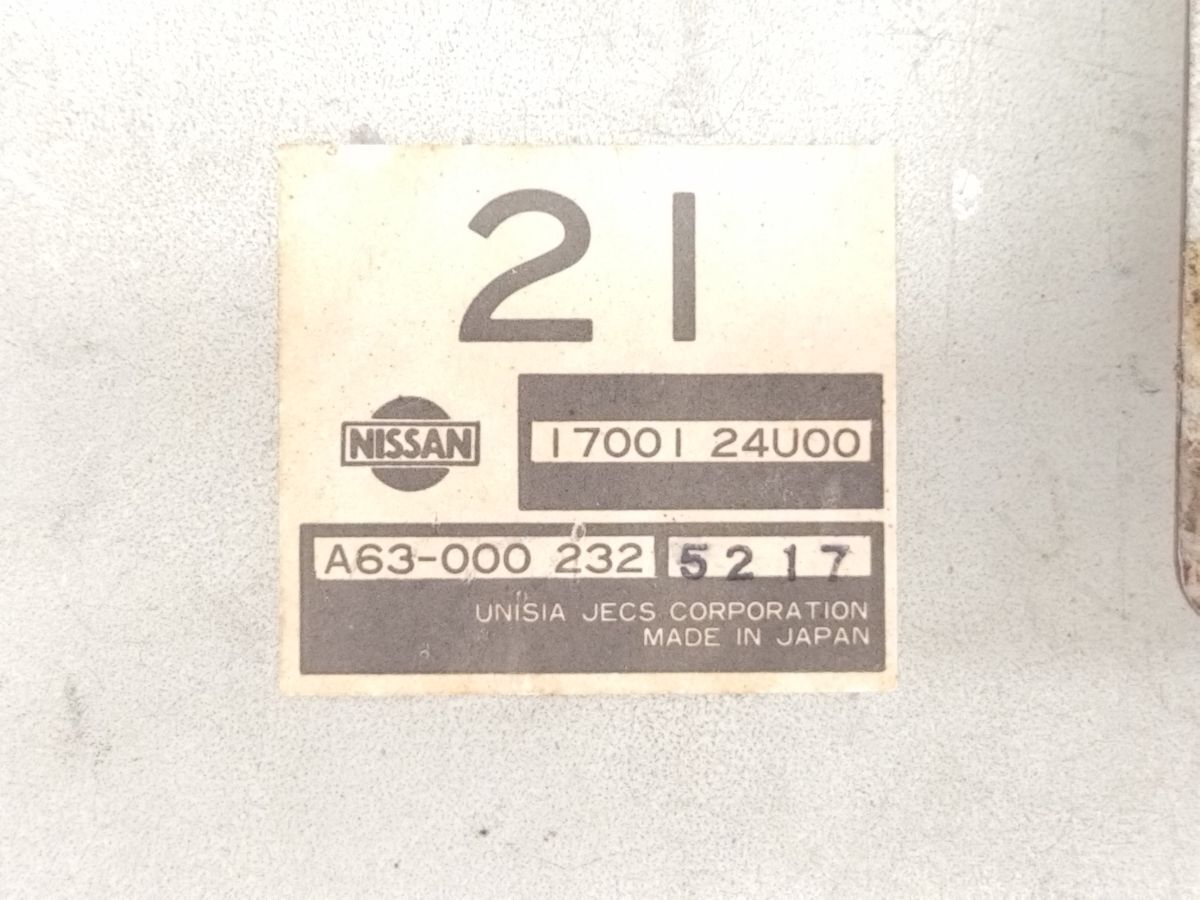 21
NISSAN
17001 24U00
A63-000 232 5217
UNISIA JECS CORPORATION
MADE IN JAPAN